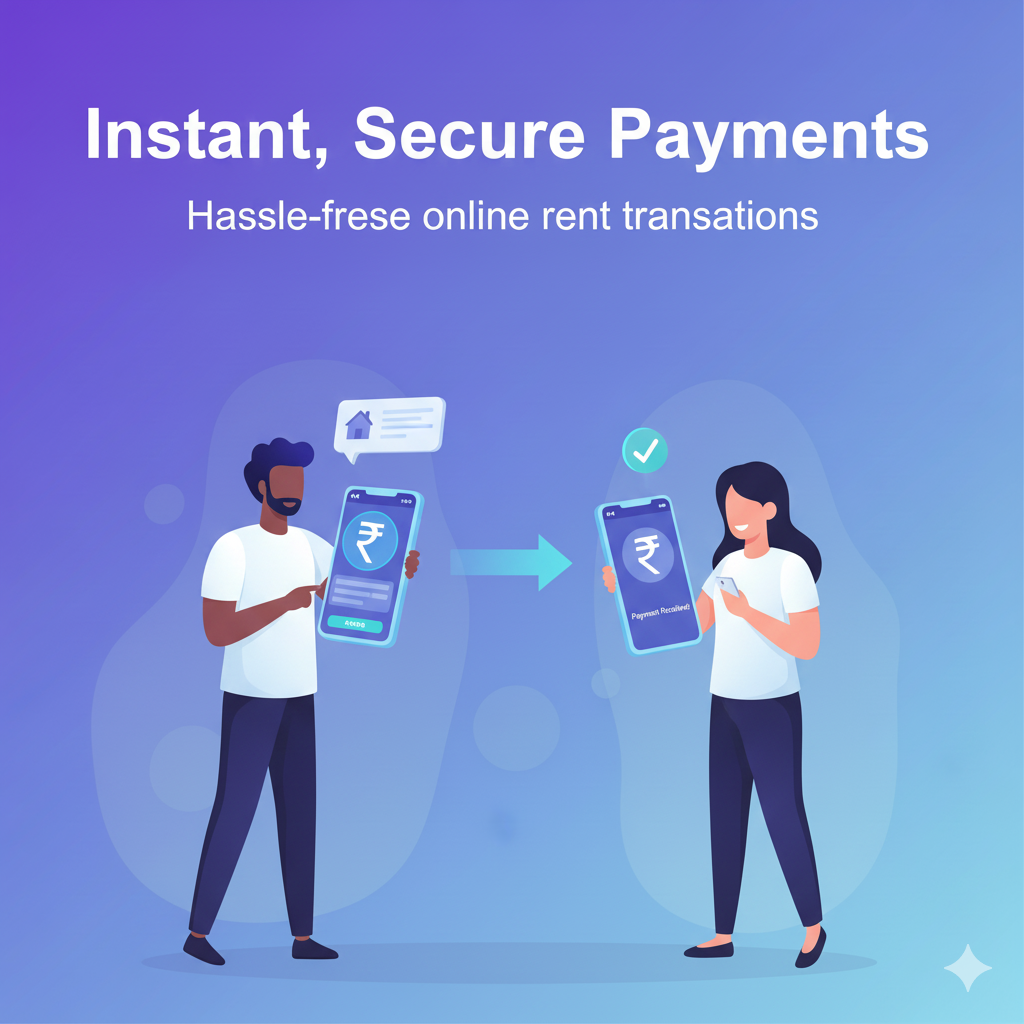 Instant, Secure Payments
Hassle-frese online rent transations
₹
₹